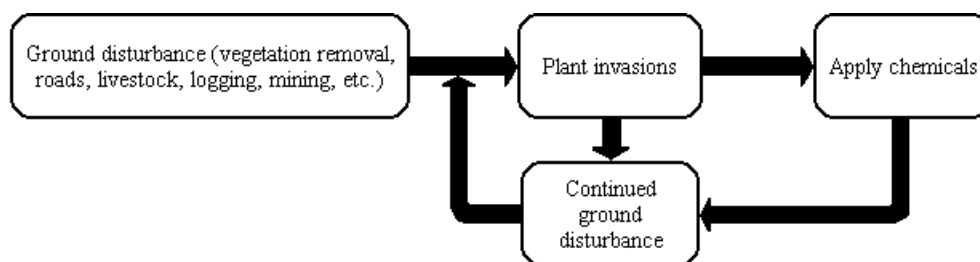 Ground disturbance (vegetation removal,
roads, livestock, logging, mining, etc.)
Plant invasions
Apply chemicals
Continued
ground
disturbance